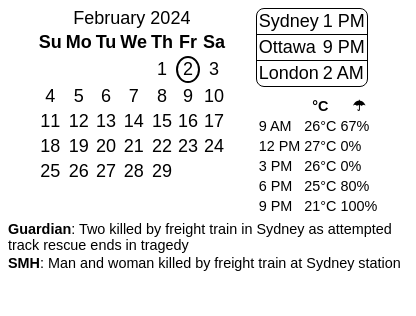 February 2024
Su Mo Tu We Th Fr Sa
1 2 3
4 5 6 7 8 9 10
11 12 13 14 15 16 17
18 19 20 21 22 23 24
25 26 27 28 29
Sydney 1 PM
Ottawa 9 PM
London 2 AM
°C ☂
9 AM 26°C 67%
12 PM 27°C 0%
3 PM 26°C 0%
6 PM 25°C 80%
9 PM 21°C 100%
Guardian: Two killed by freight train in Sydney as attempted
track rescue ends in tragedy
SMH: Man and woman killed by freight train at Sydney station